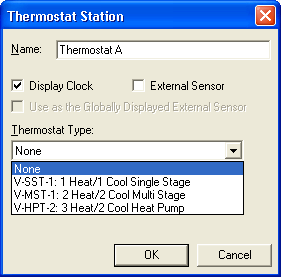 Thermostat Station
Name: Thermostat A
Display Clock External Sensor
Use as the Globally Displayed External Sensor
Thermostat Type:
None
None
V-SST-1: 1 Heat/1 Cool Single Stage
V-MST-1: 2 Heat/2 Cool Multi Stage
V-HPT-2: 3 Heat/2 Cool Heat Pump
OK Cancel